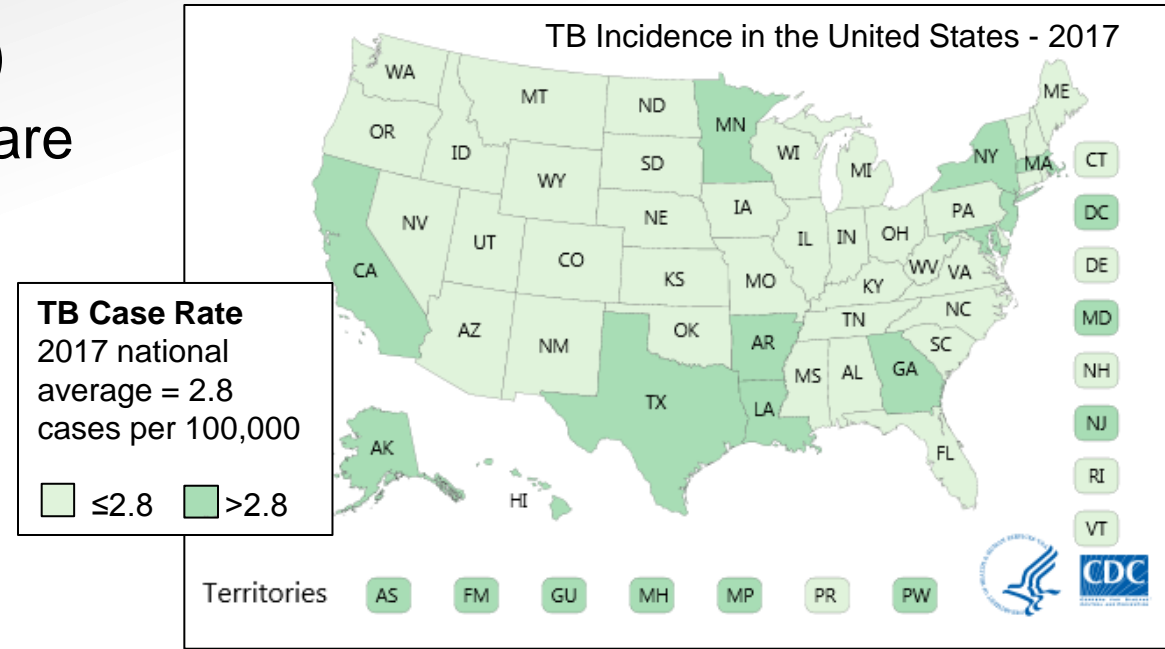 )
are
TB Incidence in the United States - 2017
WA
MT
ND
MN
ME
OR
ID
SD
WI
MI
NY
MA
CT
WY
DC
NV
UT
NE
IA
PA
CO
IL
IN
OH
CA
KS
MO
WV
VA
DE
KY
AZ
NM
OK
TN
NC
MD
AR
SC
TX
MS
AL
GA
NH
LA
NJ
AK
FL
RI
HI
VT
TB Case Rate
2017 national
average = 2.8
cases per 100,000
≤2.8 >2.8
Territories AS FM GU MH MP PR PW
CDC